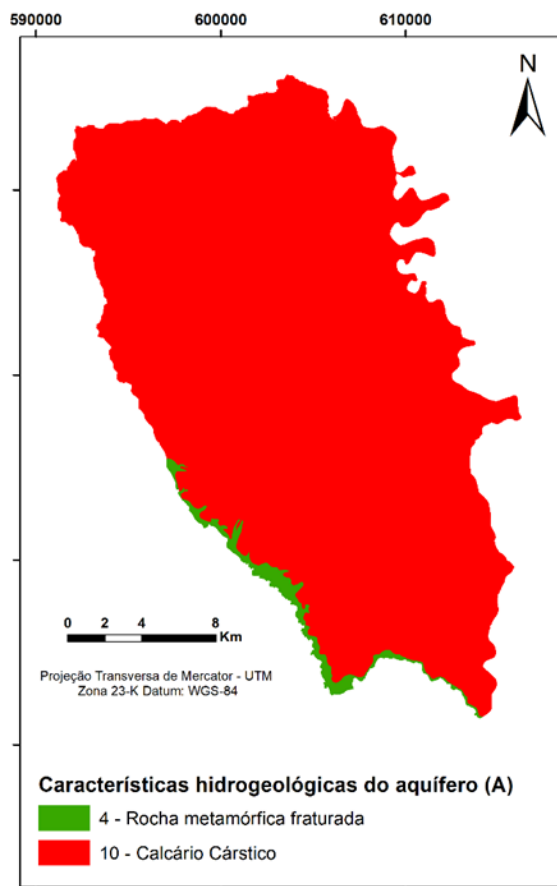 590000 600000 610000
N
0 2 4 8
Km
Projeção Transversa de Mercator - UTM
Zona 23-K Datum: WGS-84
Características hidrogeológicas do aquífero (A)
4 - Rocha metamórfica fraturada
10 - Calcário Cárstico